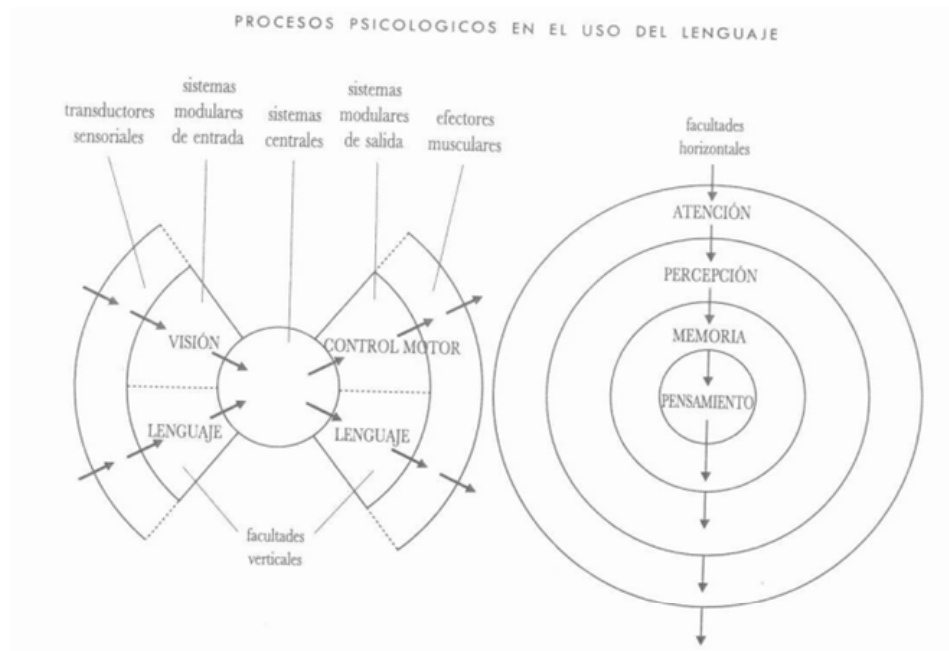 PROCESOS PSICOLOGICOS EN EL USO DEL LENGUAJE
transductores
sensoriales
sistemas
modulares
de entrada
sistemas
centrales
sistemas
modulares
de salida
efectores
musculares
VISIÓN
CONTROL MOTOR
LENGUAJE
LENGUAJE
facultades
verticales
facultades
horizontales
ATENCIÓN
PERCEPCIÓN
MEMORIA
PENSAMIENTO